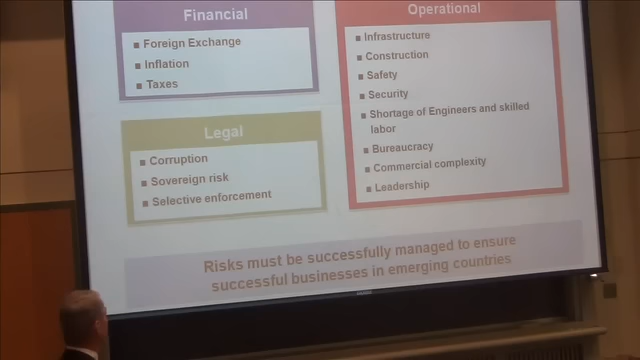 Financial
■ Foreign Exchange
■ Inflation
■ Taxes
Legal
■ Corruption
■ Sovereign risk
■ Selective enforcement
Operational
■ Infrastructure
■ Construction
■ Safety
■ Security
■ Shortage of Engineers and skilled
labor
■ Bureaucracy
■ Commercial complexity
■ Leadership
Risks must be successfully managed to ensure
successful businesses in emerging countries